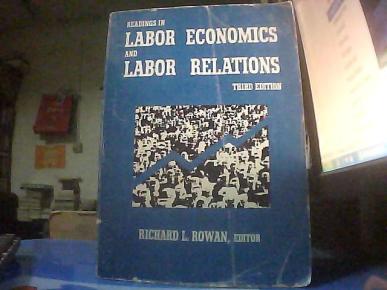 READINGS IN
LABOR ECONOMICS
AND
LABOR RELATIONS
THIRD EDITION
RICHARD L. ROWAN, EDITOR